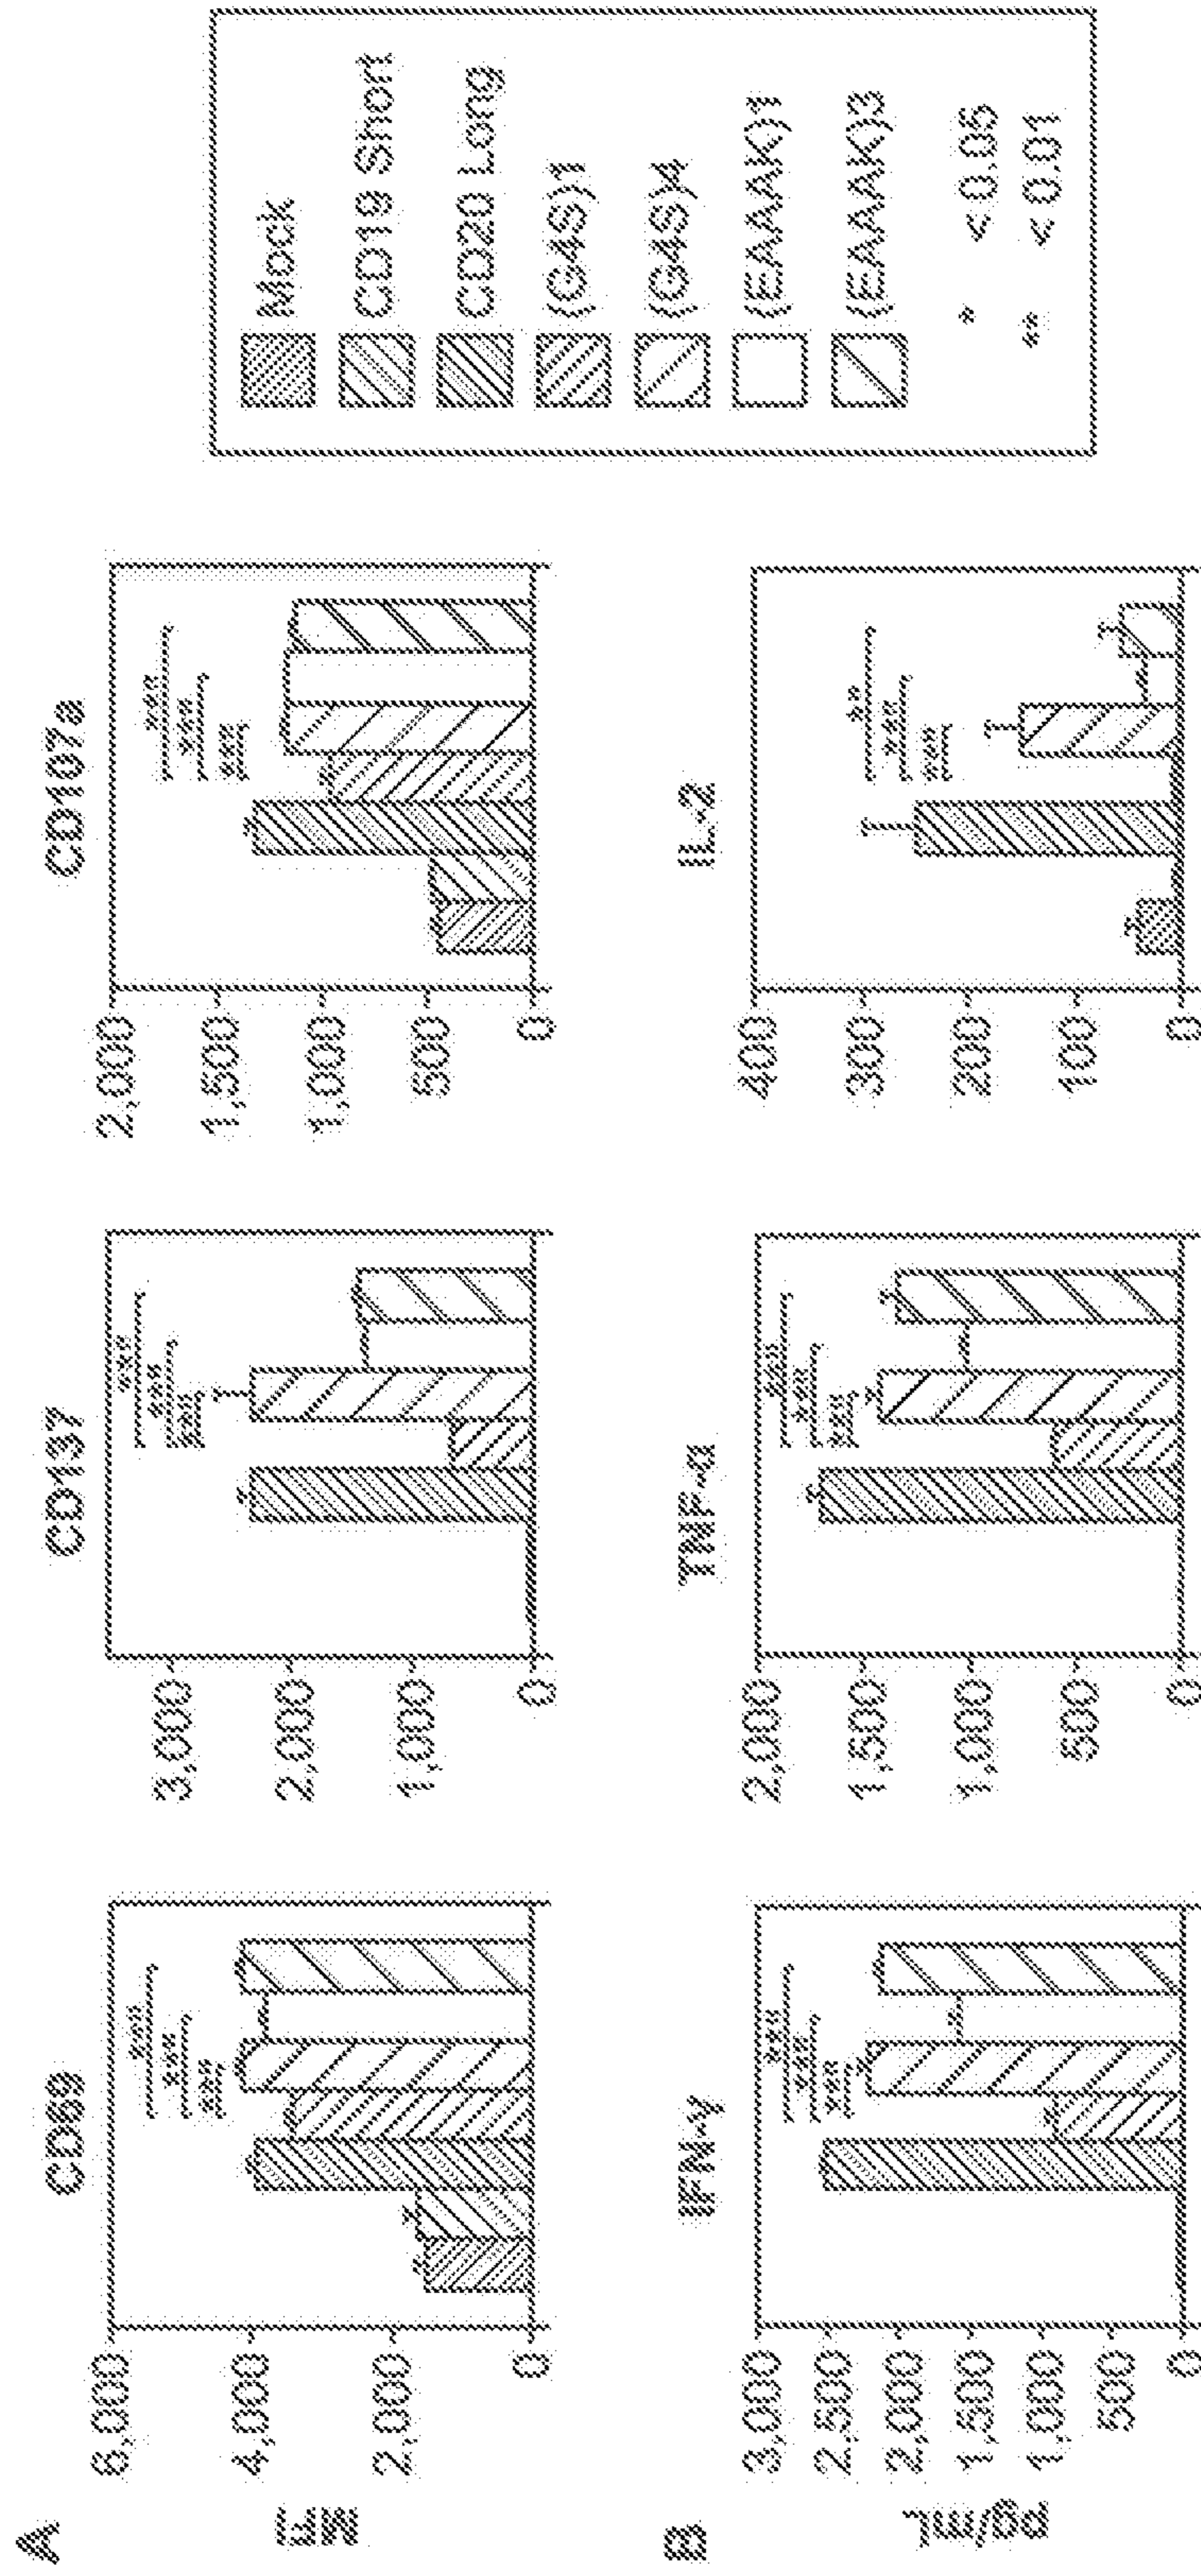 A
CD69
CD137
CD107a
MFI
6,000
4,000
2,000
0
3,000
2,000
1,000
0
2,000
1,500
1,000
500
0
B
IFN-γ
TNF-α
IL-2
pg/mL
3,000
2,500
2,000
1,500
1,000
500
0
2,000
1,500
1,000
500
0
400
300
200
100
0
Mock
CD19 Short
CD20 Long
(G4S)1
(G4S)4
(EAAAK)1
(EAAAK)3
* < 0.05
** < 0.01